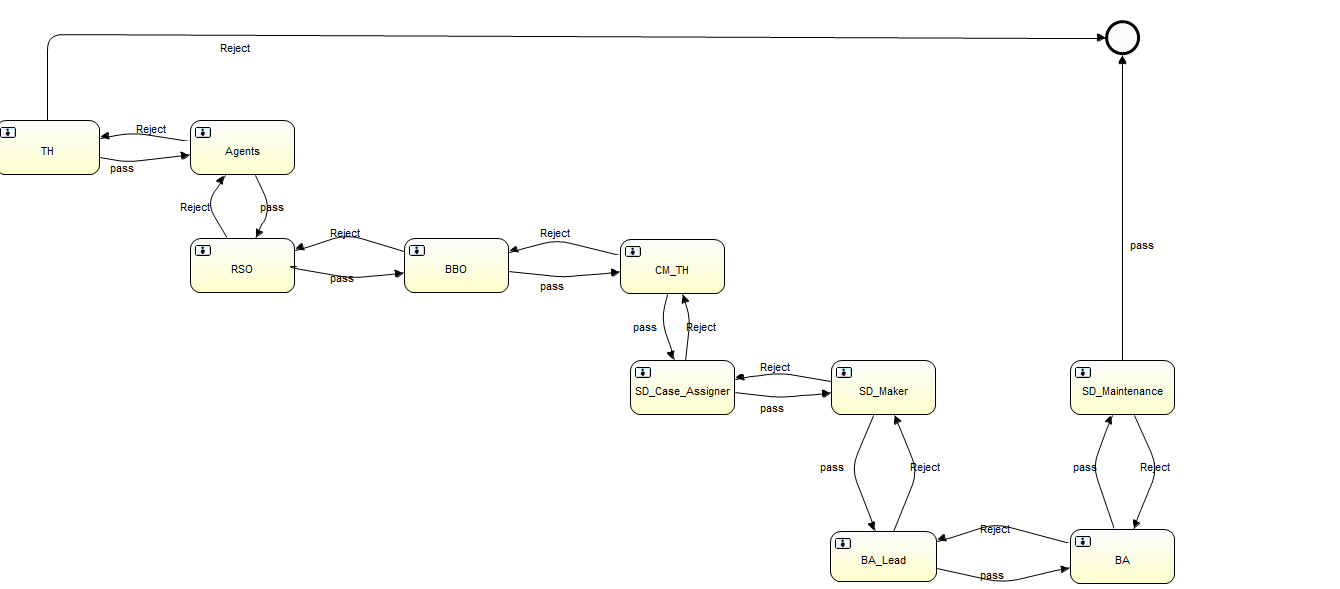 Reject
TH
Reject
pass
Agents
Reject
pass
RSO
Reject
pass
BBO
Reject
pass
CM_TH
pass
Reject
pass
SD_Case_Assigner
Reject
pass
SD_Maker
SD_Maintenance
pass
Reject
pass
Reject
BA_Lead
Reject
pass
BA